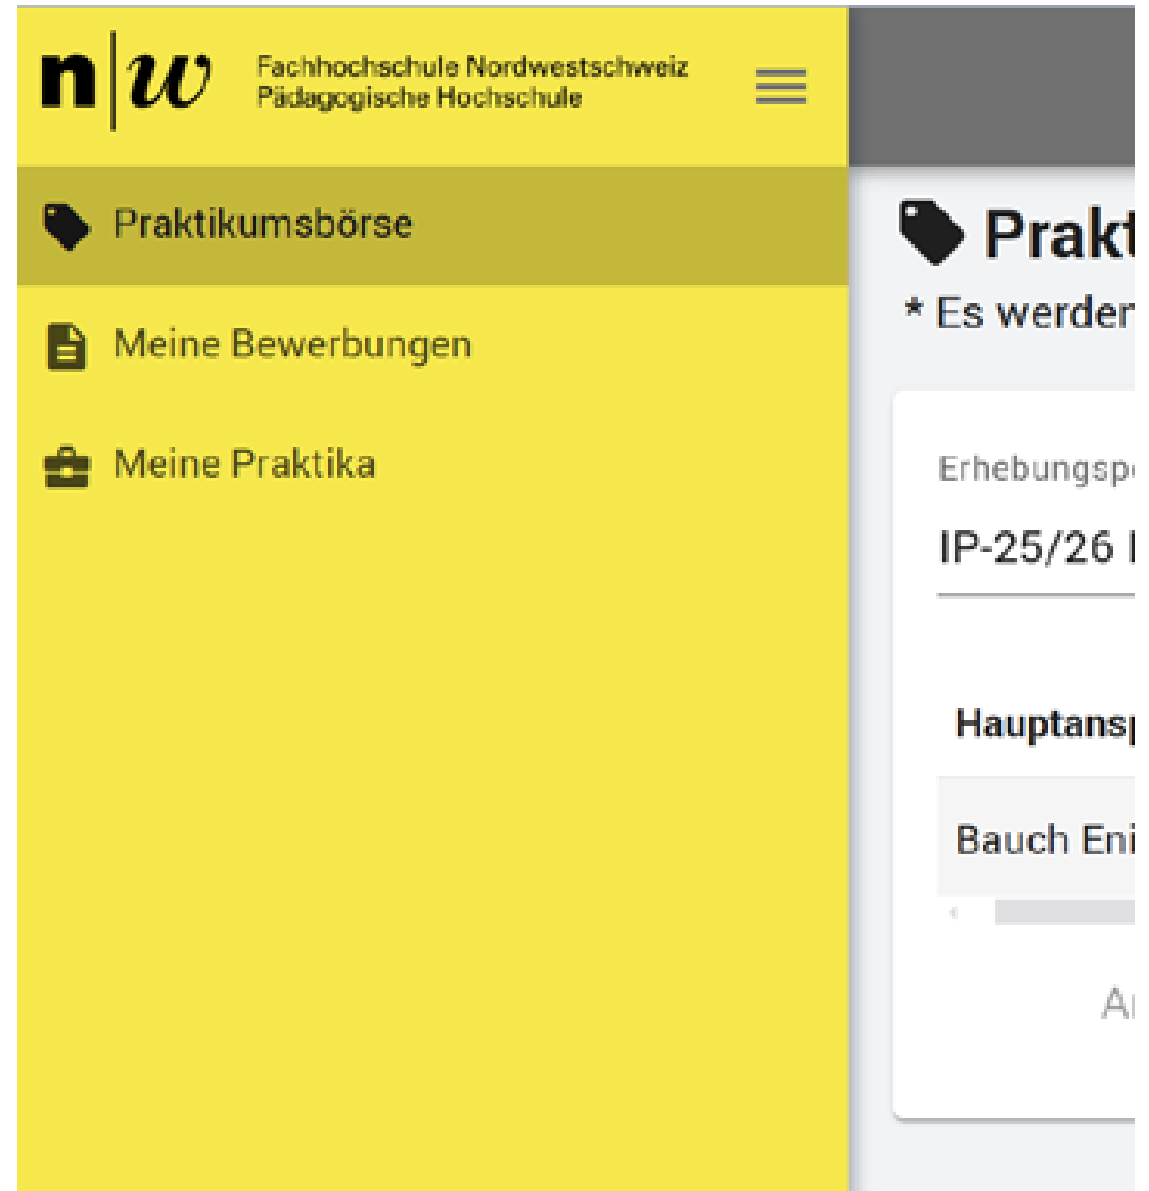 n|w
Fachhochschule Nordwestschweiz
Pädagogische Hochschule
Praktikumsbörse
Meine Bewerbungen
Meine Praktika
Prakt
* Es werden
Erhebungsp
IP-25/26
Hauptansp
Bauch Eni